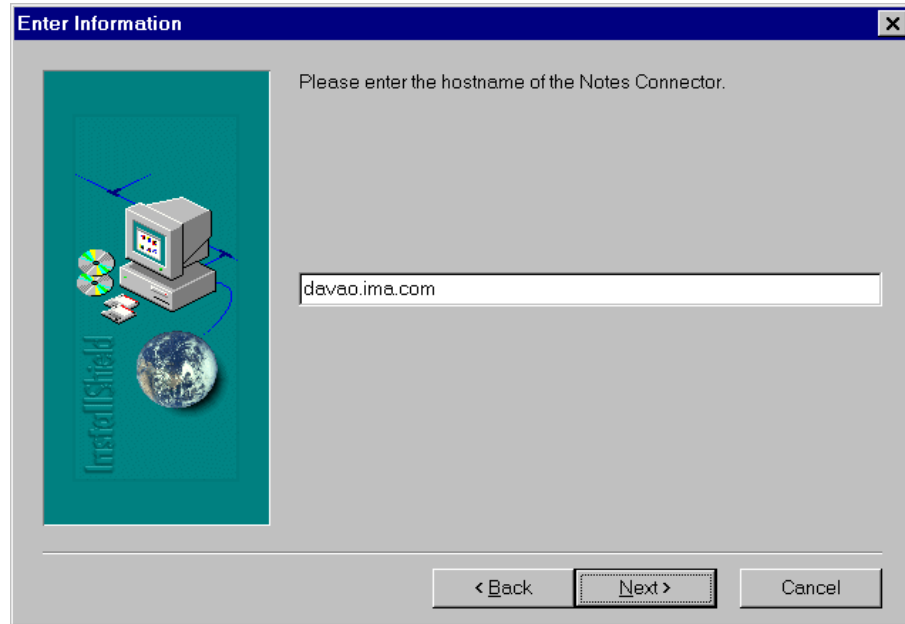 Enter Information
Please enter the hostname of the Notes Connector.
davao.ima.com
InstallShield
< Back
Next >
Cancel